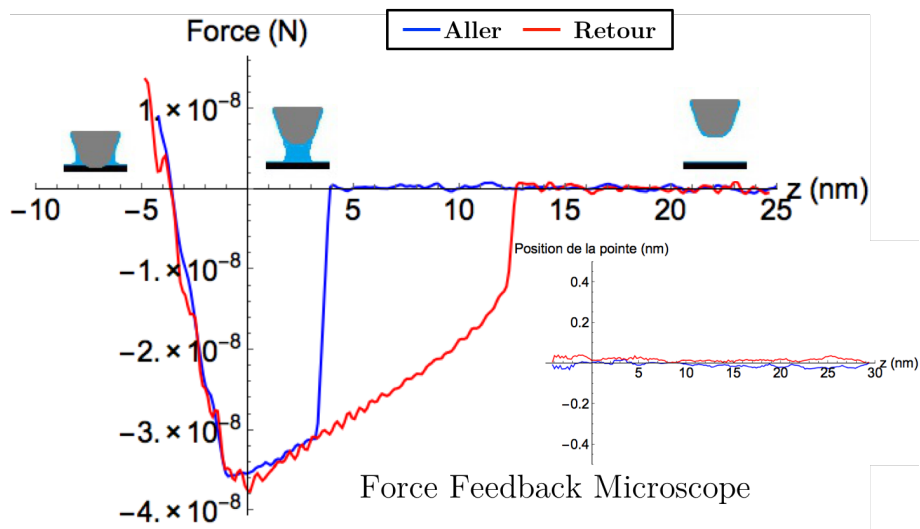 Force (N)
Aller Retour
1.×10⁻⁸
−10 −5 5 10 15 20 25 z (nm)
−1.×10⁻⁸
−2.×10⁻⁸
−3.×10⁻⁸
−4.×10⁻⁸
Position de la pointe (nm)
0.4
0.2
5 10 15 20 25 30 z (nm)
−0.2
−0.4
Force Feedback Microscope